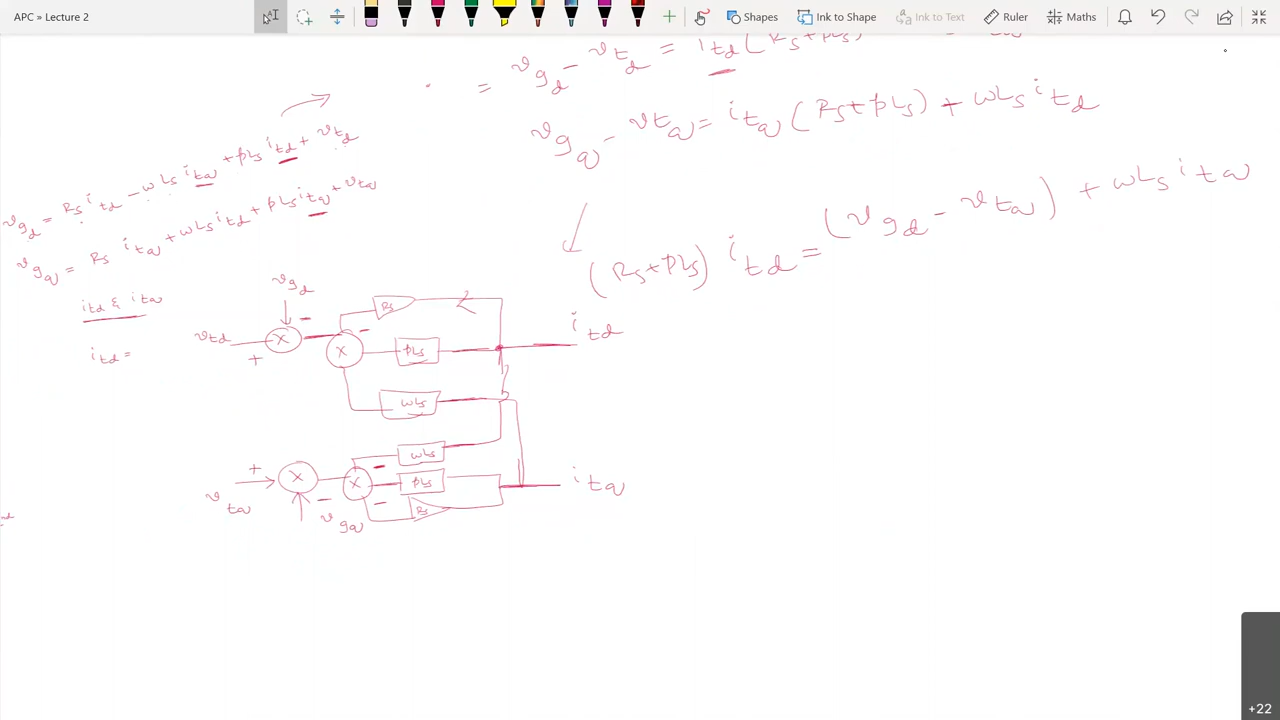 APC » Lecture 2
Shapes
Ink to Shape
Ink to Text
Ruler
Maths
= v_gd - v_td = i_td (Rs+pLs)
v_gq - v_tq = i_tq (Rs+pLs) + ωLs i_td
v_gd = Rs i_td - ωLs i_tq + pLs i_td + v_td
v_gq = Rs i_tq + ωLs i_td + pLs i_tq + v_tq
(Rs+pLs) i_td = (v_gd - v_tq) + ωLs i_tq
i_td & i_tq
i_td =
v_gd
v_td
+
-
X
-
X
Rs
pLs
ωLs
i_td
v_tq
+
-
X
v_gq
-
X
-
ωLs
pLs
Rs
i_tq
+22